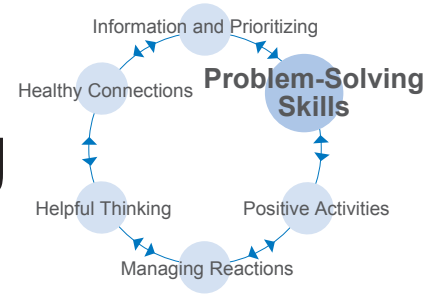 Information and Prioritizing
Problem-Solving
Skills
Healthy Connections
Helpful Thinking
Positive Activities
Managing Reactions